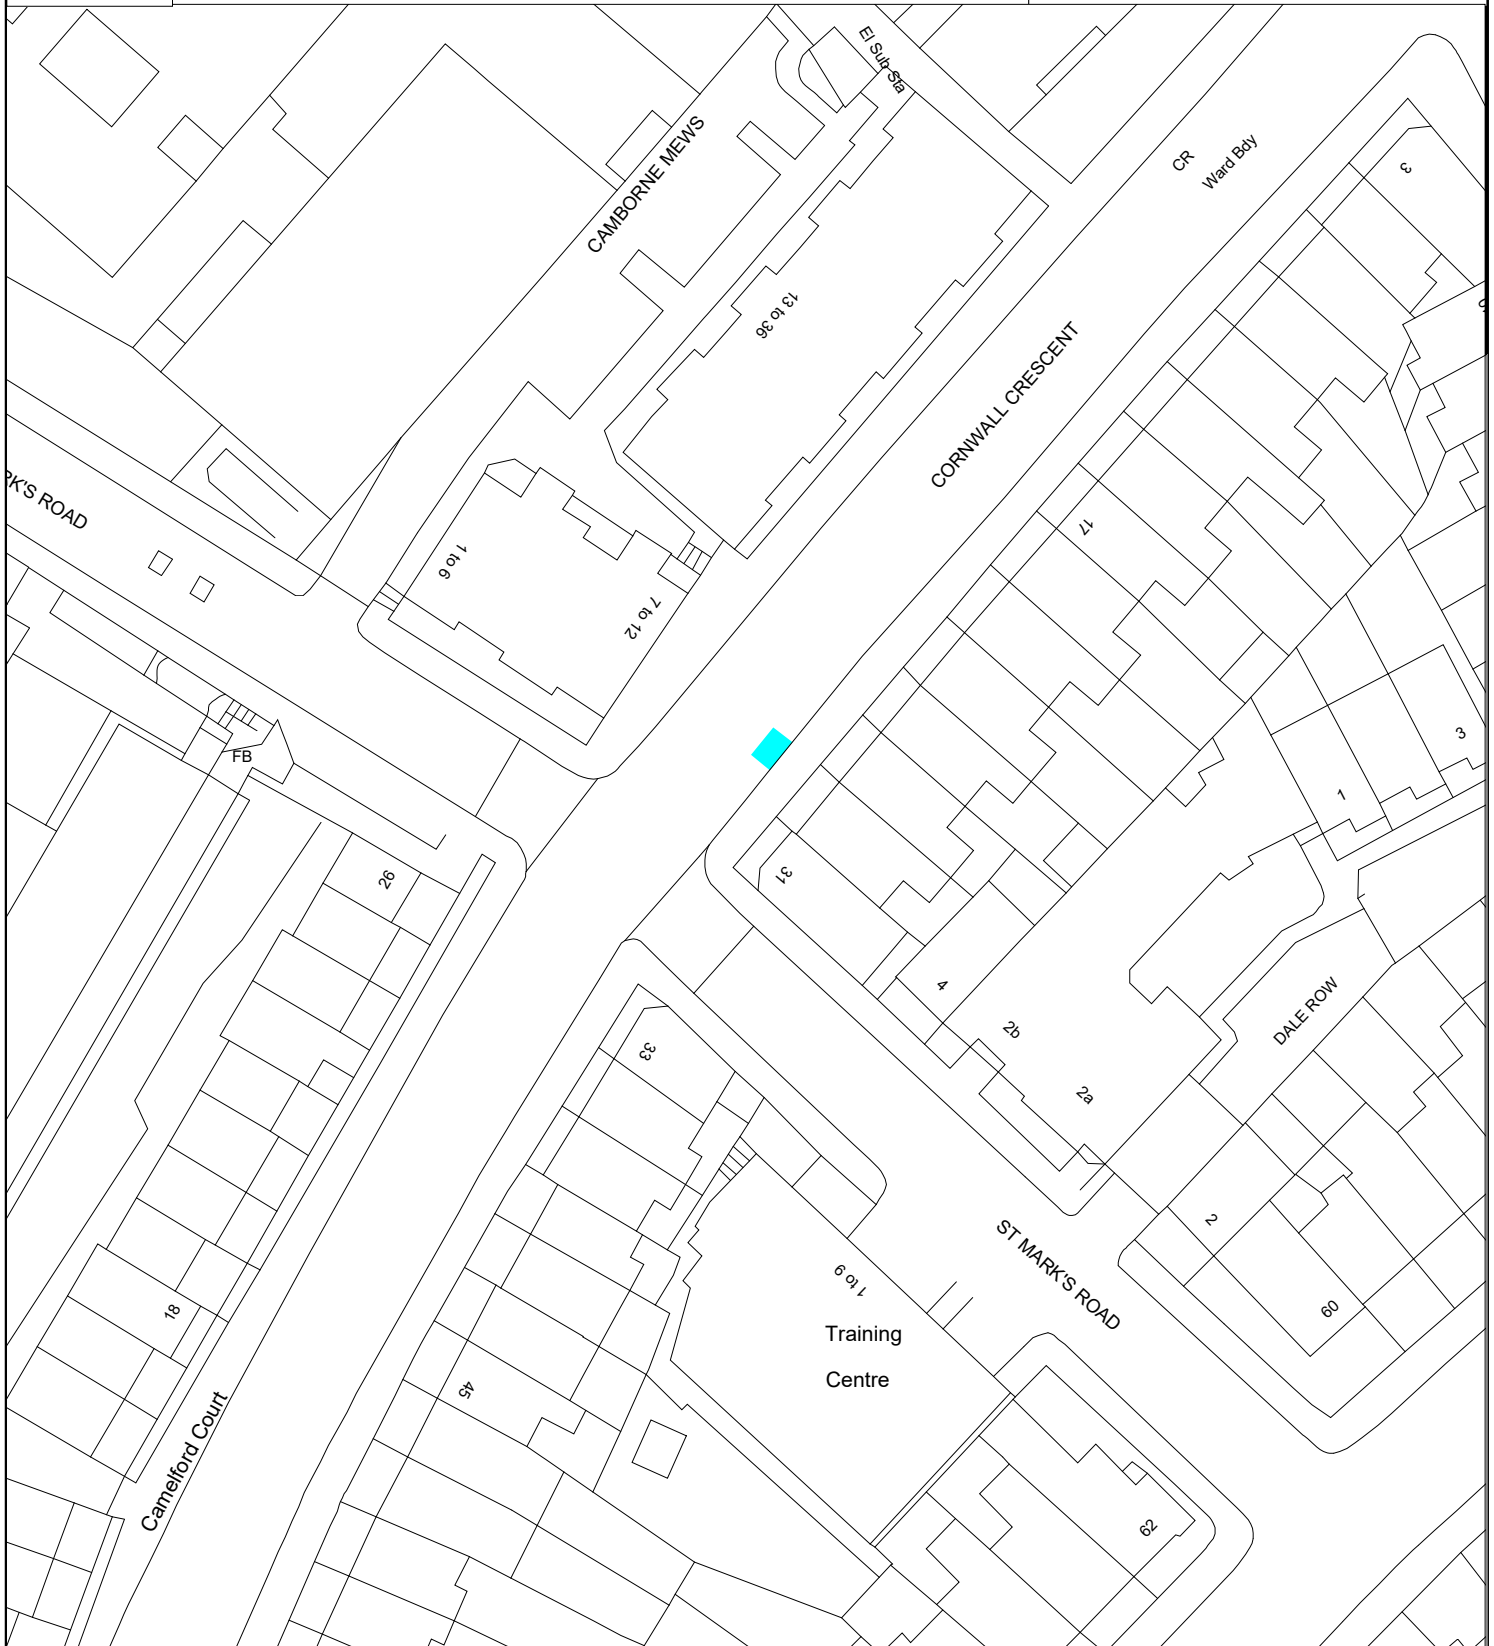 El Sub Sta
CAMBORNE MEWS
CR
Ward Bdy
3
13 to 36
CORNWALL CRESCENT
RK'S ROAD
17
1 to 6
7 to 12
FB
3
1
26
31
4
2b
2a
DALE ROW
33
2
ST MARK'S ROAD
1 to 9
60
18
Training
Centre
45
Camelford Court
62